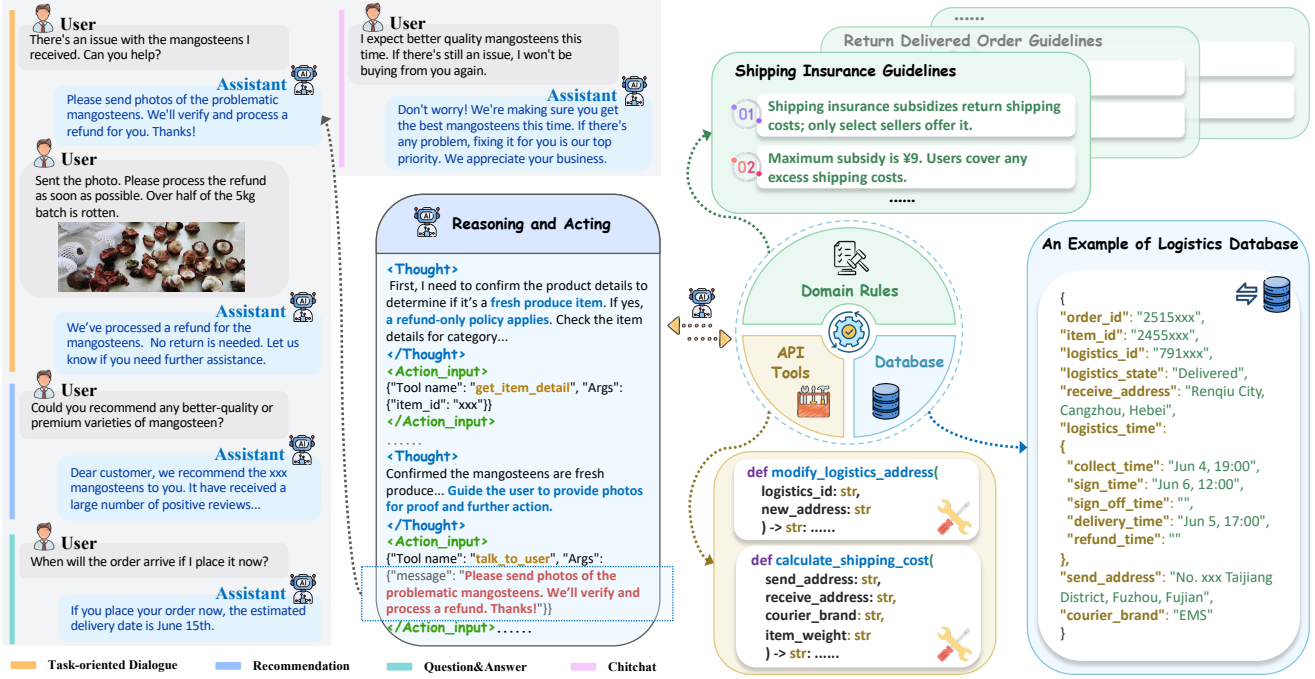 User
There's an issue with the mangosteens I
received. Can you help?
Assistant
Please send photos of the problematic
mangosteens. We'll verify and process a
refund for you. Thanks!
User
Sent the photo. Please process the refund
as soon as possible. Over half of the 5kg
batch is rotten.
Assistant
We've processed a refund for the
mangosteens. No return is needed. Let us
know if you need further assistance.
User
Could you recommend any better-quality or
premium varieties of mangosteen?
Assistant
Dear customer, we recommend the xxx
mangosteens to you. It have received a
large number of positive reviews...
User
When will the order arrive if I place it now?
Assistant
If you place your order now, the estimated
delivery date is June 15th.
User
I expect better quality mangosteens this
time. If there's still an issue, I won't be
buying from you again.
Assistant
Don't worry! We're making sure you get
the best mangosteens this time. If there's
any problem, fixing it for you is our top
priority. We appreciate your business.
AI
Reasoning and Acting
<Thought>
First, I need to confirm the product details to
determine if it's a fresh produce item. If yes,
a refund-only policy applies. Check the item
details for category...
</Thought>
<Action_input>
{"Tool name": "get_item_detail", "Args":
{"item_id": "xxx"}}
</Action_input>
......
<Thought>
Confirmed the mangosteens are fresh
produce... Guide the user to provide photos
for proof and further action.
</Thought>
<Action_input>
{"Tool name": "talk_to_user", "Args":
{"message": "Please send photos of the
problematic mangosteens. We'll verify and
process a refund. Thanks!"}}
</Action_input>......
......
Return Delivered Order Guidelines
Shipping Insurance Guidelines
01
Shipping insurance subsidizes return shipping
costs; only select sellers offer it.
02
Maximum subsidy is ¥9. Users cover any
excess shipping costs.
......
Domain Rules
API
Tools
Database
def modify_logistics_address(
logistics_id: str,
new_address: str
) -> str: ......
def calculate_shipping_cost(
send_address: str,
receive_address: str,
courier_brand: str,
item_weight: str
) -> str: ......
An Example of Logistics Database
{
"order_id": "2515xxx",
"item_id": "2455xxx",
"logistics_id": "791xxx",
"logistics_state": "Delivered",
"receive_address": "Renqiu City,
Cangzhou, Hebei",
"logistics_time":
{
"collect_time": "Jun 4, 19:00",
"sign_time": "Jun 6, 12:00",
"sign_off_time": "",
"delivery_time": "Jun 5, 17:00",
"refund_time": ""
},
"send_address": "No. xxx Taijiang
District, Fuzhou, Fujian",
"courier_brand": "EMS"
}
Task-oriented Dialogue
Recommendation
Question&Answer
Chitchat